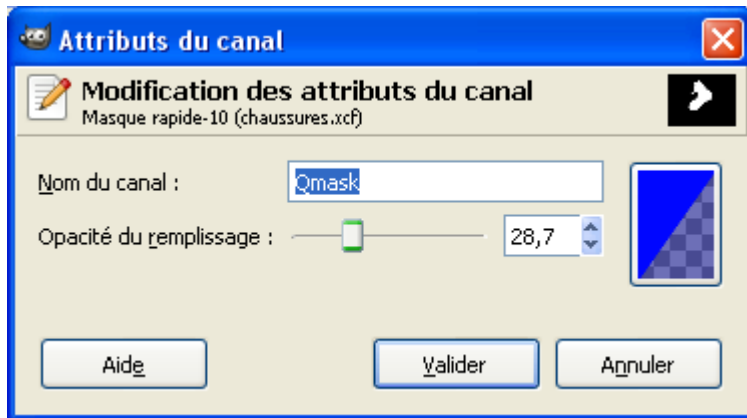 Attributs du canal
Modification des attributs du canal
Masque rapide-10 (chaussures.xcf)
Nom du canal :
Qmask
Opacité du remplissage :
28,7
Aide
Valider
Annuler